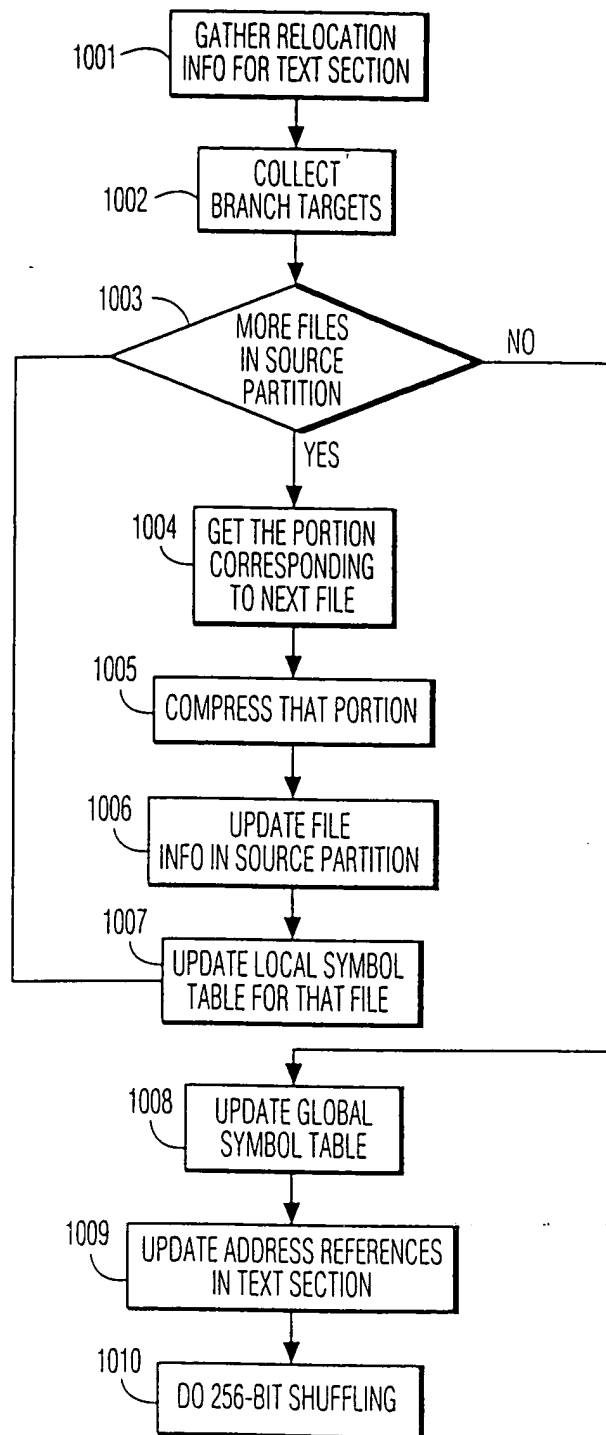 1001
GATHER RELOCATION
INFO FOR TEXT SECTION
1002
COLLECT
BRANCH TARGETS
1003
MORE FILES
IN SOURCE
PARTITION
NO
YES
1004
GET THE PORTION
CORRESPONDING
TO NEXT FILE
1005
COMPRESS THAT PORTION
1006
UPDATE FILE
INFO IN SOURCE PARTITION
1007
UPDATE LOCAL SYMBOL
TABLE FOR THAT FILE
1008
UPDATE GLOBAL
SYMBOL TABLE
1009
UPDATE ADDRESS REFERENCES
IN TEXT SECTION
1010
DO 256-BIT SHUFFLING